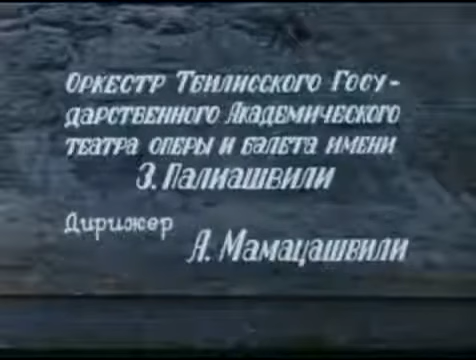 Оркестр Тбилисского Госу-
дарственного Академического
театра оперы и балета имени
З. Палиашвили
Дирижер
А. Мамацашвили